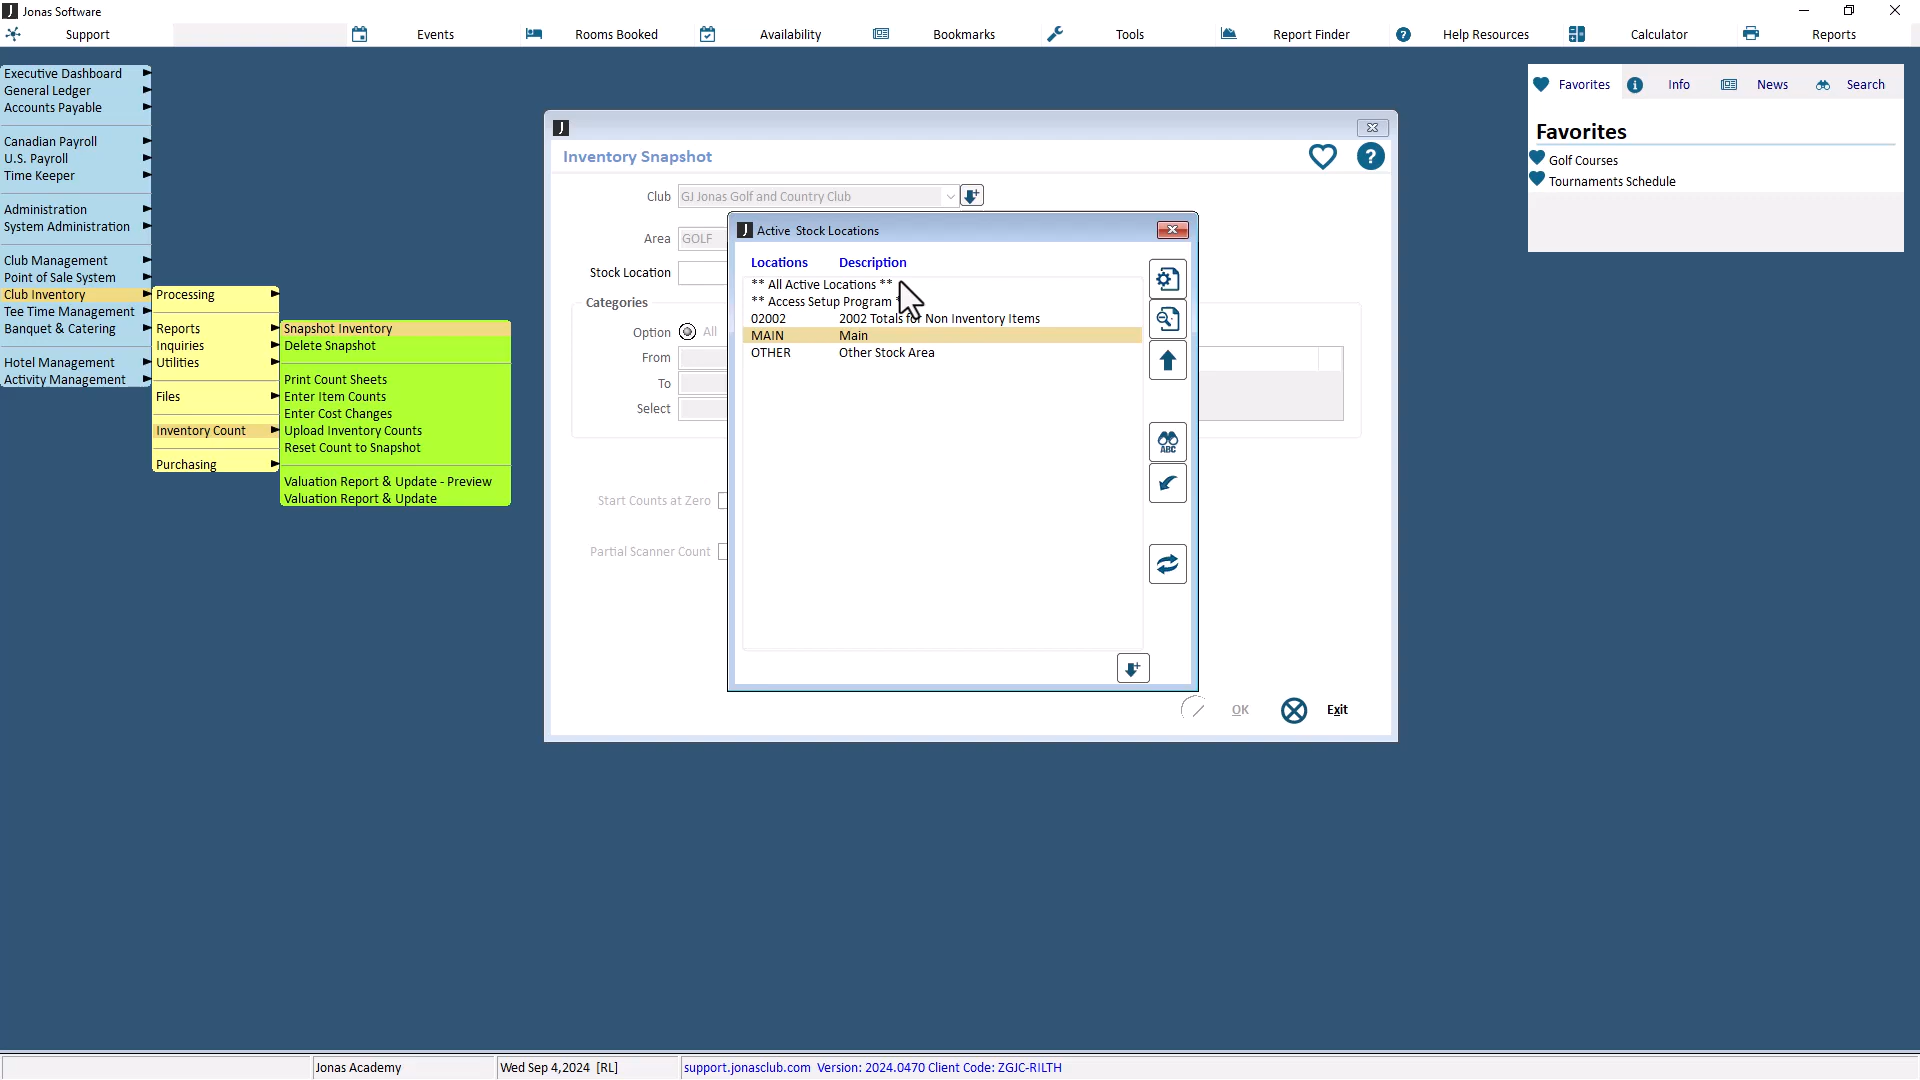 Jonas Software
Support
Events
Rooms Booked
Availability
Bookmarks
Tools
Report Finder
Help Resources
Calculator
Reports
Executive Dashboard
General Ledger
Accounts Payable
Canadian Payroll
U.S. Payroll
Time Keeper
Administration
System Administration
Club Management
Point of Sale System
Club Inventory
Tee Time Management
Banquet & Catering
Hotel Management
Activity Management
Processing
Reports
Inquiries
Utilities
Files
Inventory Count
Purchasing
Snapshot Inventory
Delete Snapshot
Print Count Sheets
Enter Item Counts
Enter Cost Changes
Upload Inventory Counts
Reset Count to Snapshot
Valuation Report & Update - Preview
Valuation Report & Update
Inventory Snapshot
Club GJ Jonas Golf and Country Club
Area GOLF
Stock Location
Categories
Option All
From
To
Select
Start Counts at Zero
Partial Scanner Count
OK
Exit
Active Stock Locations
Locations Description
** All Active Locations **
** Access Setup Program *
02002 2002 Totals for Non Inventory Items
MAIN Main
OTHER Other Stock Area
ABC
Favorites
Info
News
Search
Favorites
Golf Courses
Tournaments Schedule
Jonas Academy
Wed Sep 4,2024 [RL]
support.jonasclub.com Version: 2024.0470 Client Code: ZGJC-RILTH